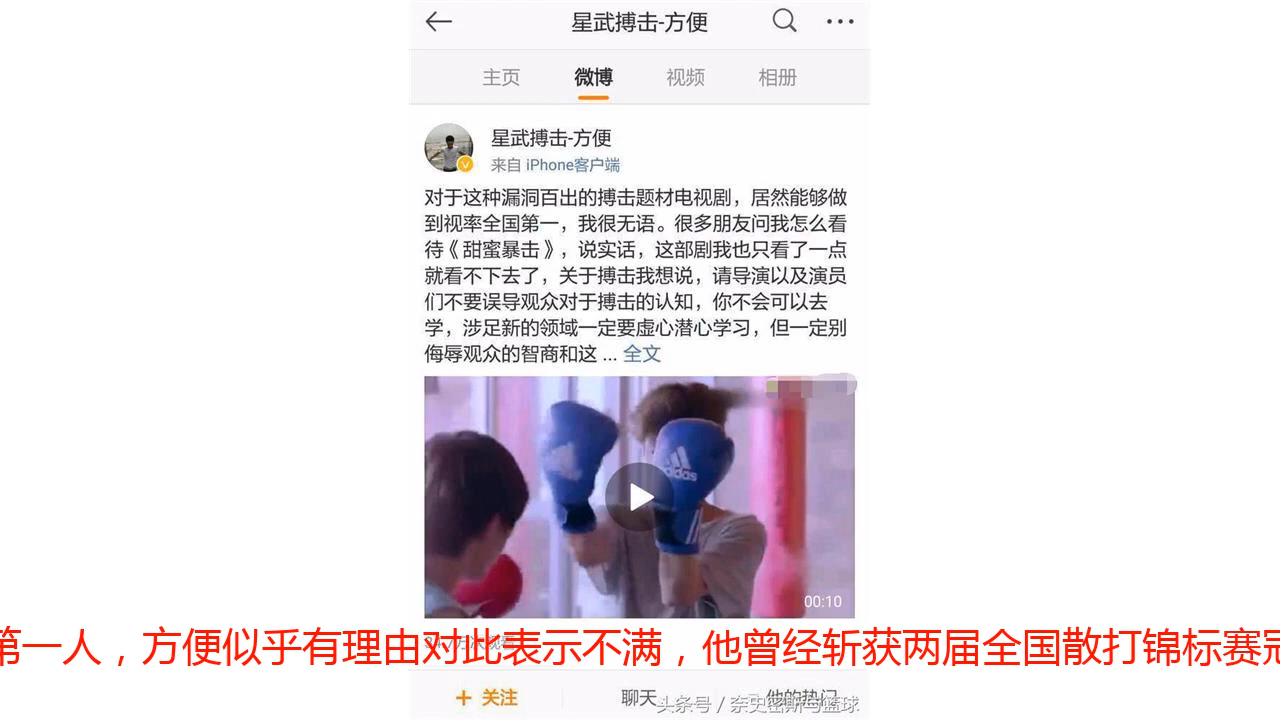 星武搏击-方便
主页 微博 视频 相册
星武搏击-方便
来自 iPhone客户端
对于这种漏洞百出的搏击题材电视剧，居然能够做
到视率全国第一，我很无语。很多朋友问我怎么看
待《甜蜜暴击》，说实话，这部剧我也只看了一点
就看不下去了，关于搏击我想说，请导演以及演员
们不要误导观众对于搏击的认知，你不会可以去
学，涉足新的领域一定要虚心潜心学习，但一定别
侮辱观众的智商和这 ... 全文
adidas
00:10
第一人，方便似乎有理由对此表示不满，他曾经斩获两届全国散打锦标赛冠
+ 关注 聊天 他的热门
头条号 / 奈史密斯与篮球